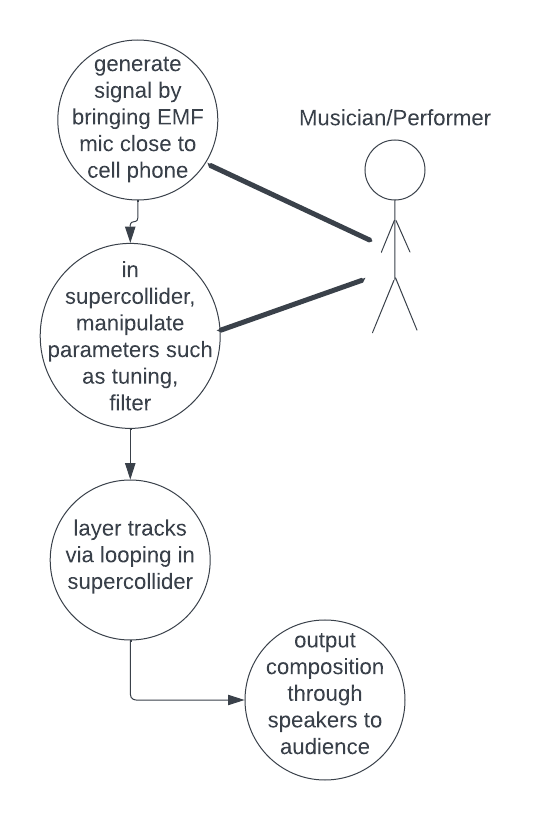 generate
signal by
bringing EMF
mic close to
cell phone
Musician/Performer
in
supercollider,
manipulate
parameters such
as tuning,
filter
layer tracks
via looping in
supercollider
output
composition
through
speakers to
audience